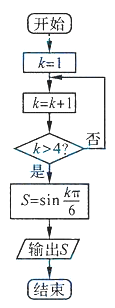 开始
k=1
k=k+1
k>4?
否
是
S=sin kπ/6
输出S
结束